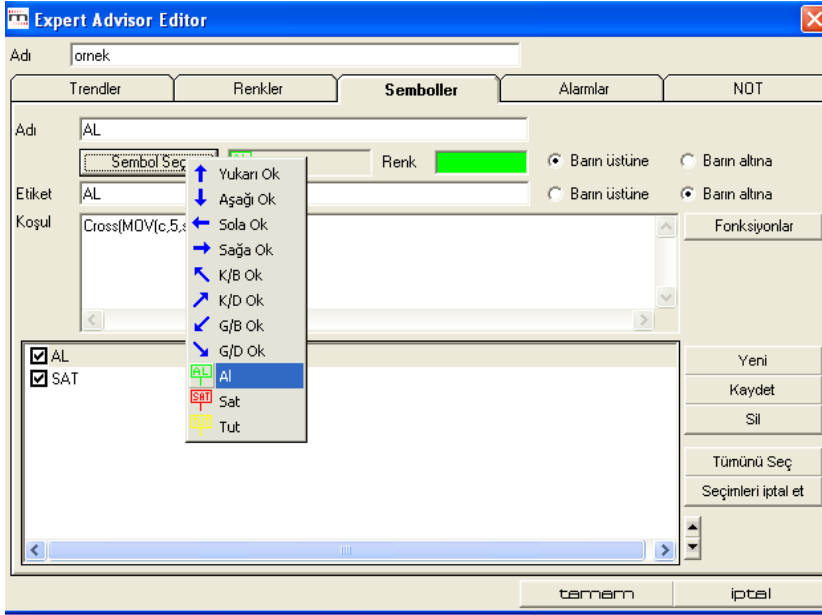 Expert Advisor Editor
Adı ornek
Trendler Renkler Semboller Alarmlar NOT
Adı AL
Sembol Seç Renk Barın üstüne Barın altına
Etiket AL Barın üstüne Barın altına
Koşul Cross(MOV(c,5, Fonksiyonlar
Yukarı Ok
Aşağı Ok
Sola Ok
Sağa Ok
K/B Ok
K/D Ok
G/B Ok
G/D Ok
AL Al
SAT Sat
Tut
AL
SAT
Yeni
Kaydet
Sil
Tümünü Seç
Seçimleri iptal et
tamam iptal